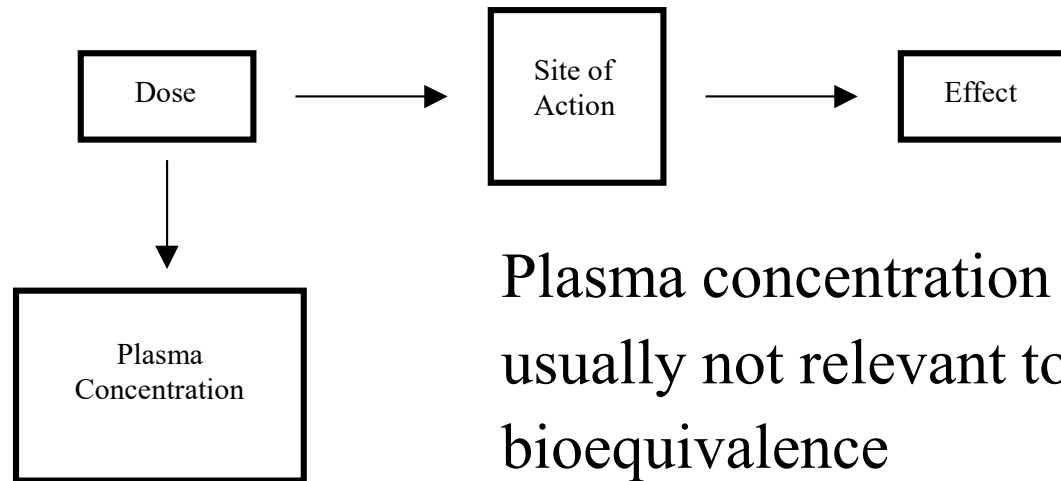 Dose
Site of
Action
Effect
Plasma concentration
usually not relevant to
bioequivalence
Plasma
Concentration